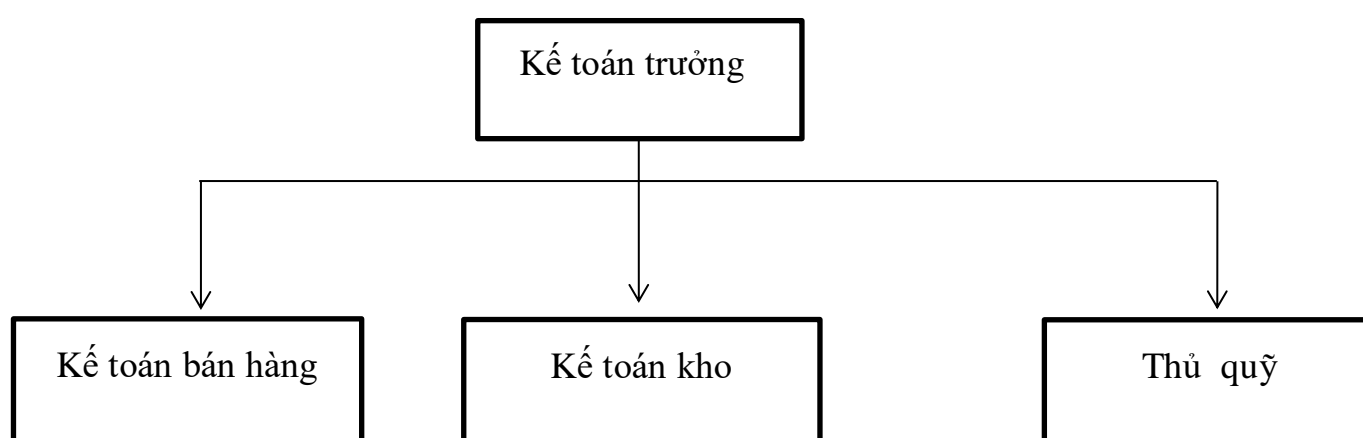 Kế toán trưởng
Kế toán bán hàng
Kế toán kho
Thủ quỹ